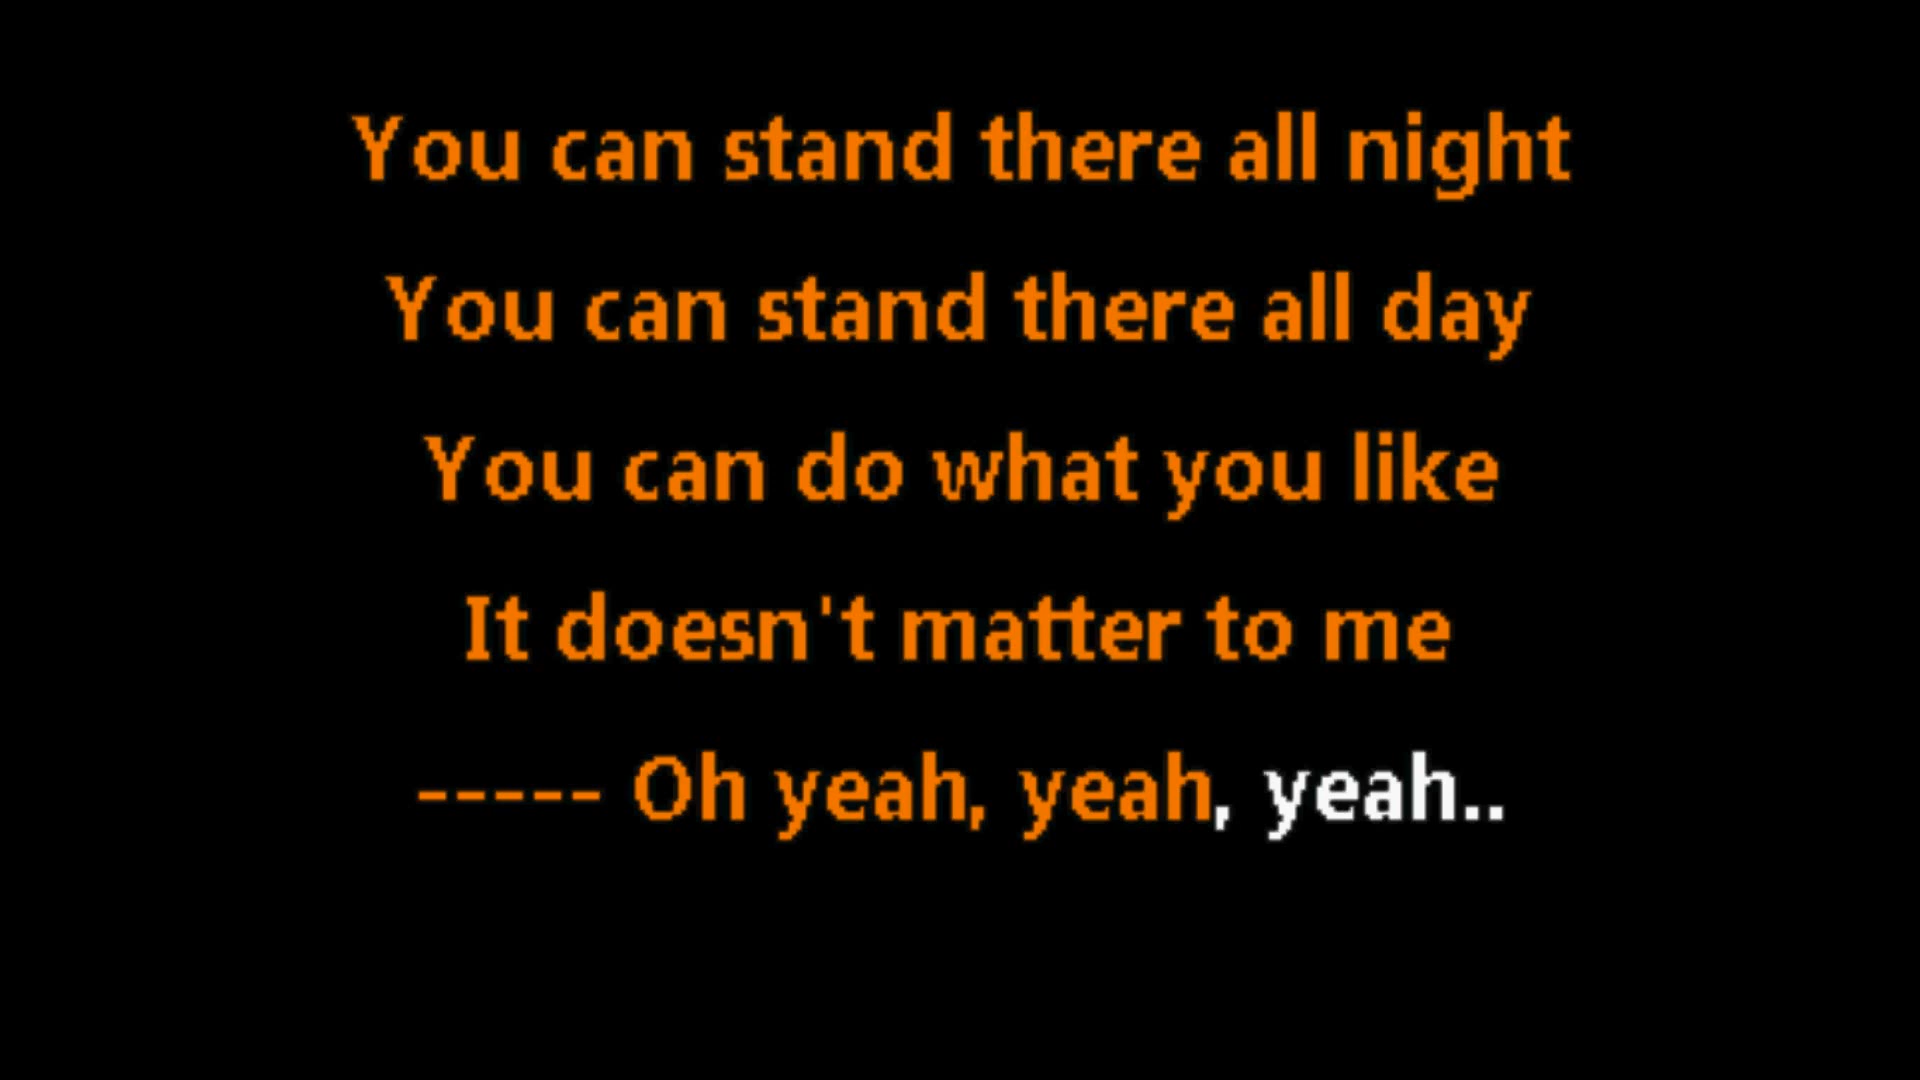 You can stand there all night
You can stand there all day
You can do what you like
It doesn't matter to me
----- Oh yeah, yeah, yeah..